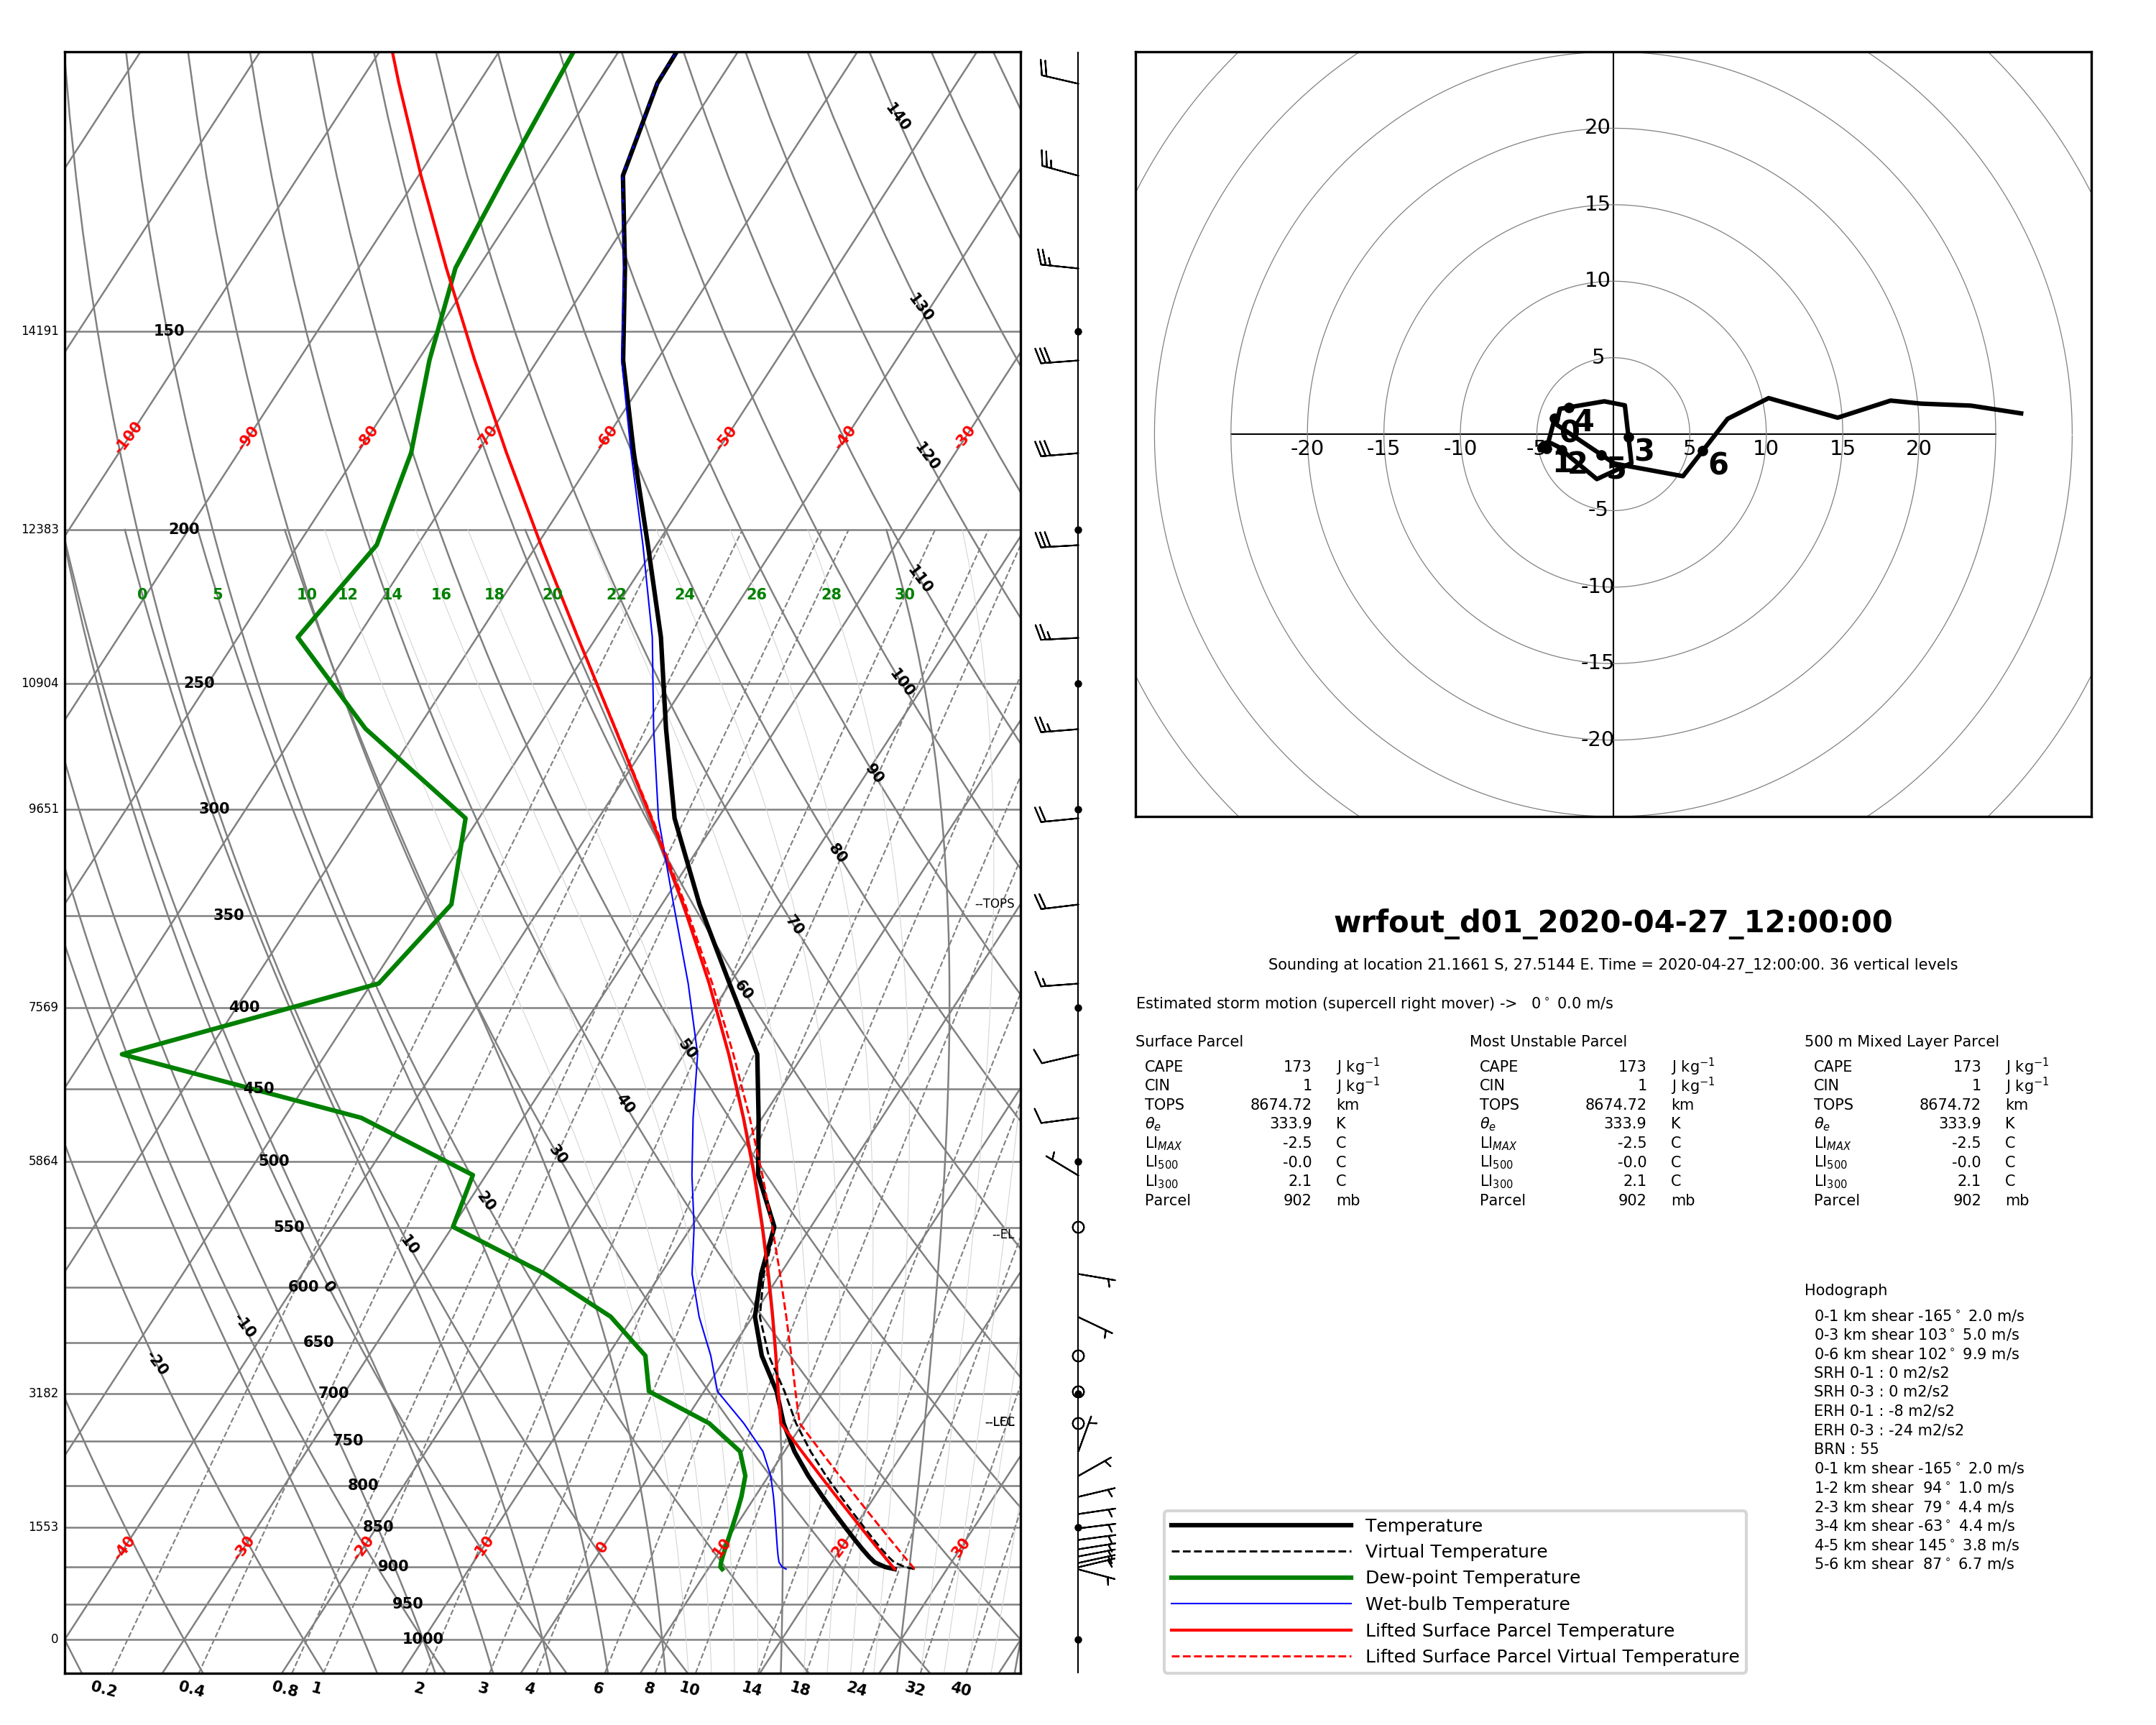 140
130
14191 150
-100 -90 -80 -70 -60 -50 -40 -30
120
12383 200
110
0 5 10 12 14 16 18 20 22 24 26 28 30
10904 250
100
90
9651 300
80
350
--TOPS
70
60
7569 400
50
450
40
5864 500
30
20
550
10
--EL
600 0
-10
650
-20
3182 700
750
800
1553 850
-40 -30 -20 -10 0 10 20 30
900
950
0 1000
0.2 0.4 0.8 1 2 3 4 6 8 10 14 18 24 32 40
20
15
10
5
-20 -15 -10 -5 5 10 15 20
-5
-10
-15
-20
0 1 2 3 4 5 6
wrfout_d01_2020-04-27_12:00:00
Sounding at location 21.1661 S, 27.5144 E. Time = 2020-04-27_12:00:00. 36 vertical levels
Estimated storm motion (supercell right mover) -> 0° 0.0 m/s
Surface Parcel
CAPE 173 J kg⁻¹
CIN 1 J kg⁻¹
TOPS 8674.72 km
θₑ 333.9 K
LI_MAX -2.5 C
LI₅₀₀ -0.0 C
LI₃₀₀ 2.1 C
Parcel 902 mb
Most Unstable Parcel
CAPE 173 J kg⁻¹
CIN 1 J kg⁻¹
TOPS 8674.72 km
θₑ 333.9 K
LI_MAX -2.5 C
LI₅₀₀ -0.0 C
LI₃₀₀ 2.1 C
Parcel 902 mb
500 m Mixed Layer Parcel
CAPE 173 J kg⁻¹
CIN 1 J kg⁻¹
TOPS 8674.72 km
θₑ 333.9 K
LI_MAX -2.5 C
LI₅₀₀ -0.0 C
LI₃₀₀ 2.1 C
Parcel 902 mb
Hodograph
0-1 km shear -165° 2.0 m/s
0-3 km shear 103° 5.0 m/s
0-6 km shear 102° 9.9 m/s
SRH 0-1 : 0 m2/s2
SRH 0-3 : 0 m2/s2
ERH 0-1 : -8 m2/s2
ERH 0-3 : -24 m2/s2
BRN : 55
0-1 km shear -165° 2.0 m/s
1-2 km shear 94° 1.0 m/s
2-3 km shear 79° 4.4 m/s
3-4 km shear -63° 4.4 m/s
4-5 km shear 145° 3.8 m/s
5-6 km shear 87° 6.7 m/s
Temperature
Virtual Temperature
Dew-point Temperature
Wet-bulb Temperature
Lifted Surface Parcel Temperature
Lifted Surface Parcel Virtual Temperature